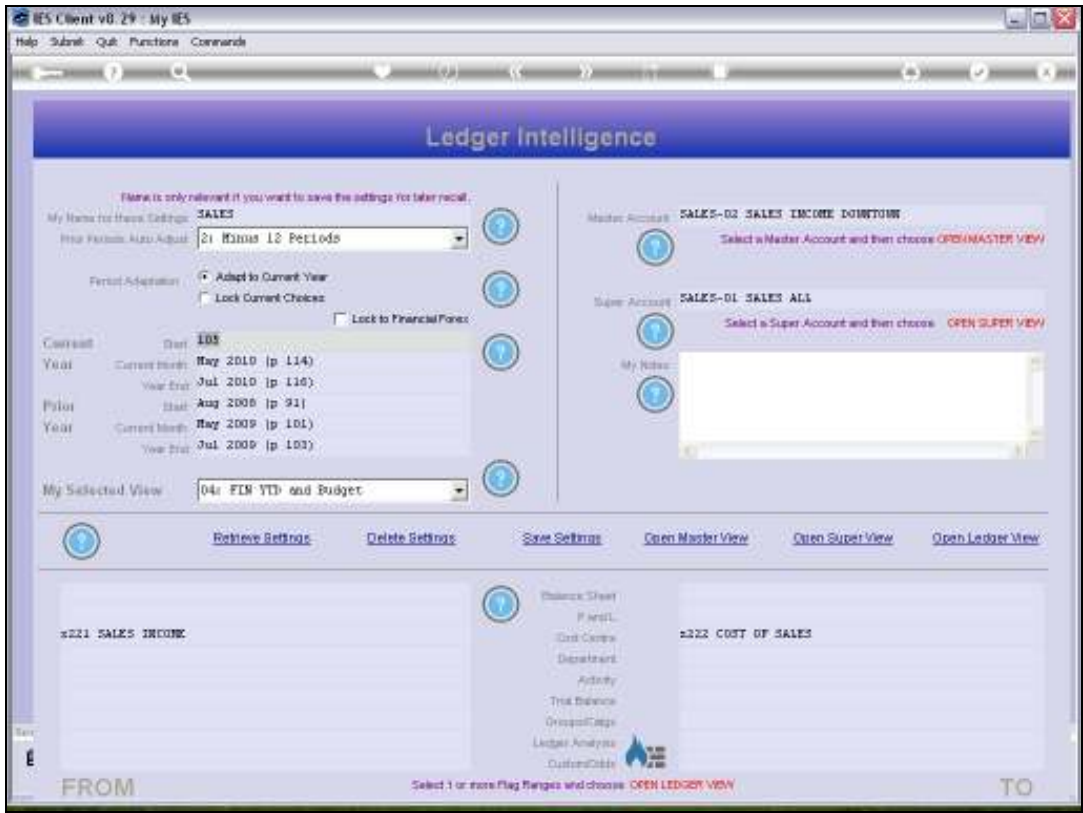 IES Client v8.29 : My IES
Help Submit Quit Functions Commands
Ledger Intelligence
Name is only relevant if you want to save the settings for later recall.
My Name for these Settings SALES
Prior Periods Auto Adjust 2: Minus 12 Periods
Period Adaptation Adapt to Current Year
Lock Current Choices
Lock to Financial Forex
Current Start 103
Year Current Month May 2010 (p 114)
Year End Jul 2010 (p 116)
Prior Start Aug 2008 (p 91)
Year Current Month May 2009 (p 101)
Year End Jul 2009 (p 103)
My Selected View 04: FIN YTD and Budget
Master Account SALES-02 SALES INCOME DOWNTOWN
Select a Master Account and then choose OPEN MASTER VIEW
Super Account SALES-01 SALES ALL
Select a Super Account and then choose OPEN SUPER VIEW
My Notes
Retrieve Settings Delete Settings Save Settings Open Master View Open Super View Open Ledger View
Balance Sheet
P and L
s221 SALES INCOME Cost Centre s222 COST OF SALES
Department
Activity
Trial Balance
Groups/Catgs
Ledger Analysis
Select 1 or more Flag Ranges and choose OPEN LEDGER VIEW
FROM TO